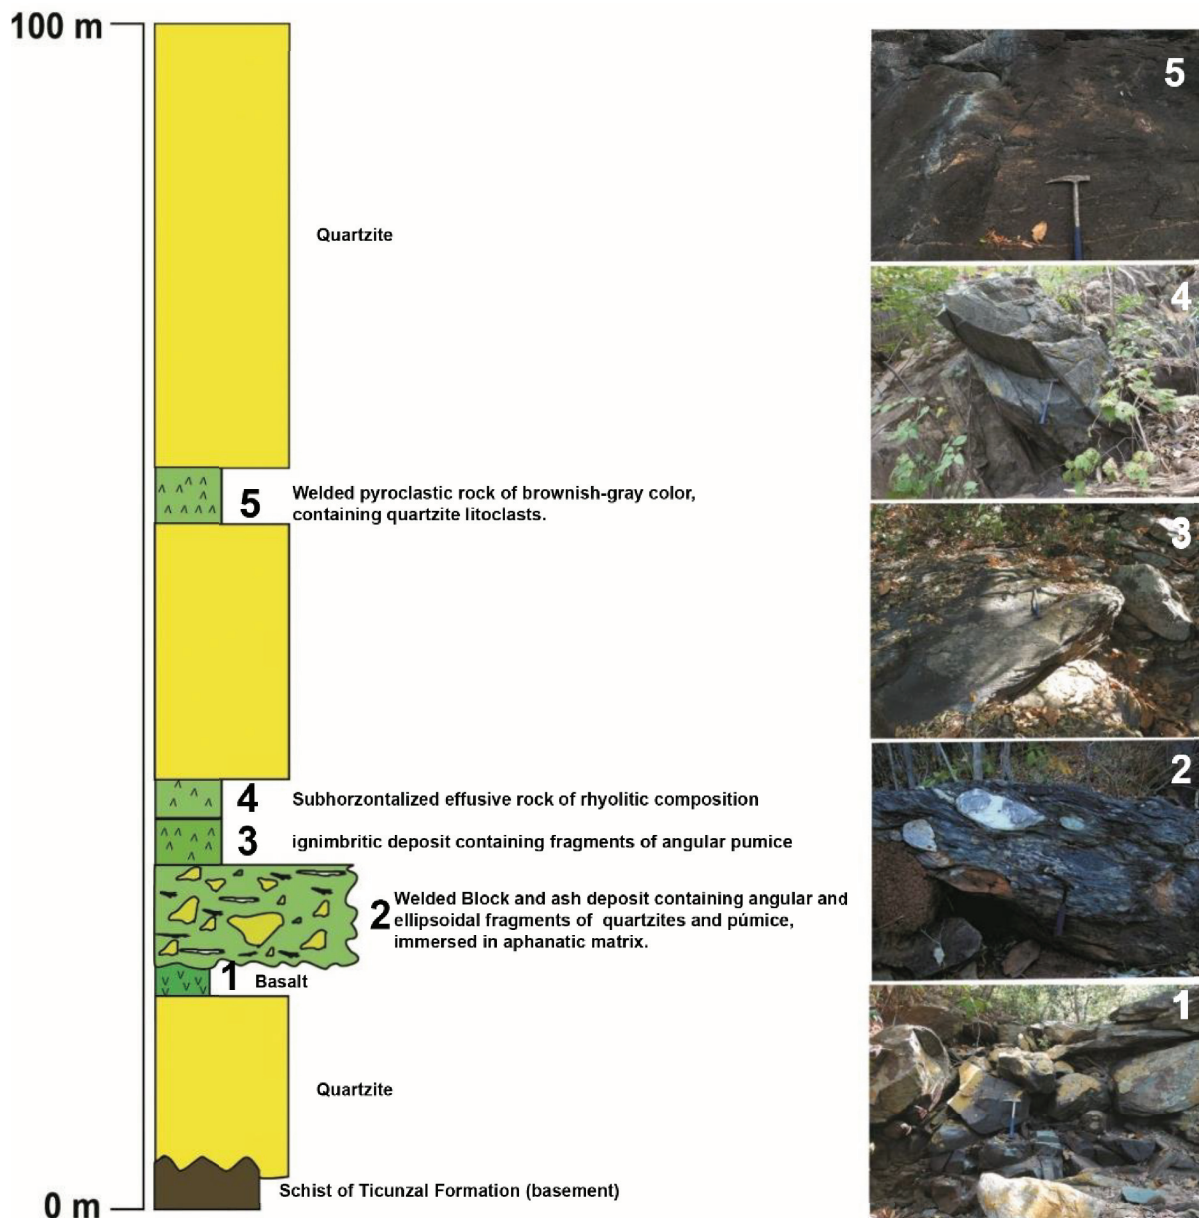 100 m
5
4
Quartzite
3
5
Welded pyroclastic rock of brownish-gray color,
containing quartzite litoclasts.
2
4
Subhorzontalized effusive rock of rhyolitic composition
3
ignimbritic deposit containing fragments of angular pumice
2
Welded Block and ash deposit containing angular and
ellipsoidal fragments of quartzites and púmice,
immersed in aphanatic matrix.
1
Basalt
1
Quartzite
Schist of Ticunzal Formation (basement)
0 m